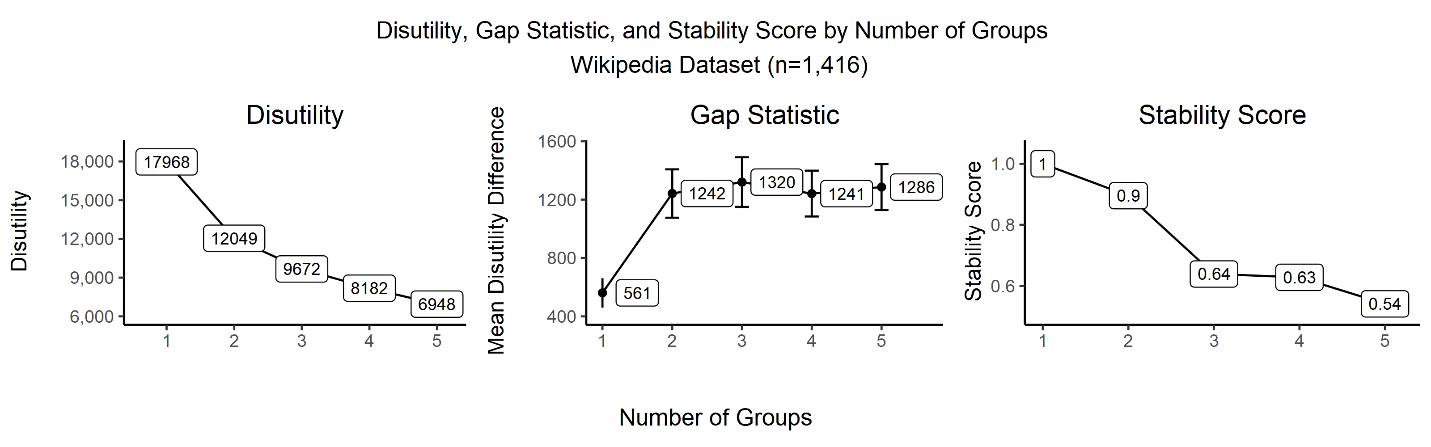 Disutility, Gap Statistic, and Stability Score by Number of Groups
Wikipedia Dataset (n=1,416)
Disutility
Disutility
18,000
15,000
12,000
9,000
6,000
17968
12049
9672
8182
6948
1 2 3 4 5
Gap Statistic
Mean Disutility Difference
1600
1200
800
400
561
1242
1320
1241
1286
1 2 3 4 5
Stability Score
Stability Score
1.0
0.8
0.6
1
0.9
0.64
0.63
0.54
1 2 3 4 5
Number of Groups